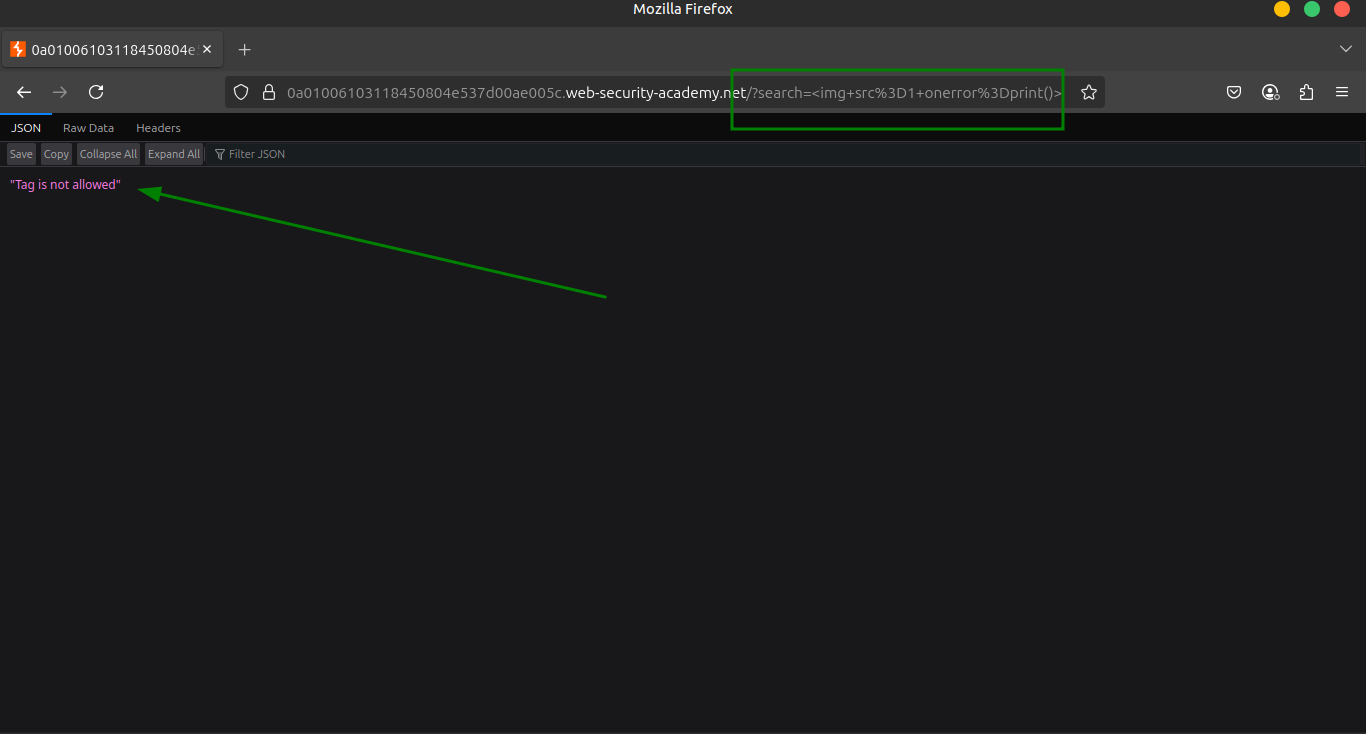 Mozilla Firefox
0a01006103118450804e5
0a01006103118450804e537d00ae005c.web-security-academy.net/?search=<img+src%3D1+onerror%3Dprint()>
JSON Raw Data Headers
Save Copy Collapse All Expand All Filter JSON
"Tag is not allowed"